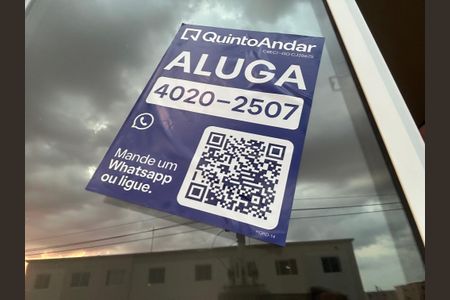 QuintoAndar
ALUGA
4020-2507
Mande um
Whatsapp
ou ligue.